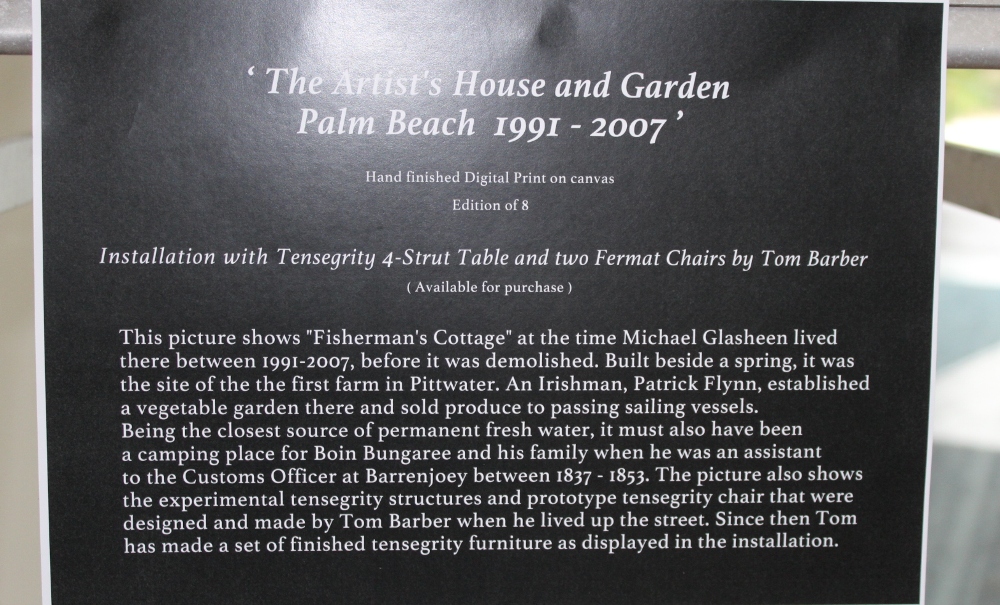 ‘ The Artist's House and Garden
Palm Beach 1991 - 2007 ’
Hand finished Digital Print on canvas
Edition of 8
Installation with Tensegrity 4-Strut Table and two Fermat Chairs by Tom Barber
( Available for purchase )
This picture shows "Fisherman's Cottage" at the time Michael Glasheen lived
there between 1991-2007, before it was demolished. Built beside a spring, it was
the site of the the first farm in Pittwater. An Irishman, Patrick Flynn, established
a vegetable garden there and sold produce to passing sailing vessels.
Being the closest source of permanent fresh water, it must also have been
a camping place for Boin Bungaree and his family when he was an assistant
to the Customs Officer at Barrenjoey between 1837 - 1853. The picture also shows
the experimental tensegrity structures and prototype tensegrity chair that were
designed and made by Tom Barber when he lived up the street. Since then Tom
has made a set of finished tensegrity furniture as displayed in the installation.